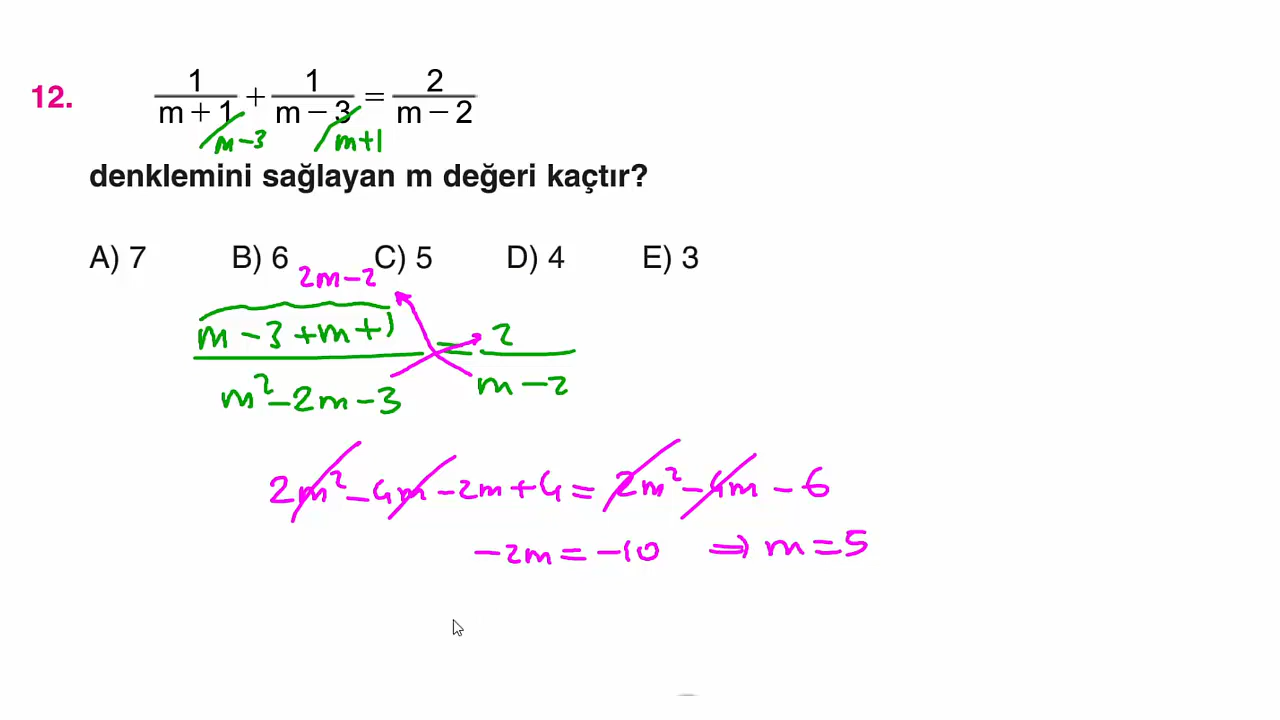 12. 1/(m + 1) + 1/(m − 3) = 2/(m − 2)
m−3 m+1
denklemini sağlayan m değeri kaçtır?
A) 7 B) 6 C) 5 D) 4 E) 3
2m−2
(m − 3 + m + 1)/(m² − 2m − 3) = 2/(m − 2)
2m² − 4m − 2m + 4 = 2m² − 4m − 6
−2m = −10 ⇒ m = 5